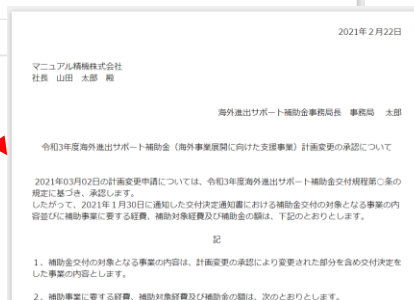 2021年2月22日
マニュアル精機株式会社
社長 山田 太郎 殿
海外進出サポート補助金事務局長 事務局 太郎
令和3年度海外進出サポート補助金（海外事業展開に向けた支援事業）計画変更の承認について
2021年03月02日の計画変更申請については、令和3年度海外進出サポート補助金交付規程第○条の
規定に基づき、承認します。
したがって、2021年1月30日に通知した交付決定通知書における補助金交付の対象となる事業の内
容並びに補助事業に要する経費、補助対象経費及び補助金の額は、下記のとおりとします。
記
1．補助金交付の対象となる事業の内容は、計画変更の承認により変更された部分を含め交付決定を
した事業の内容とします。
2．補助事業に要する経費、補助対象経費及び補助金の額は、次のとおりとします。